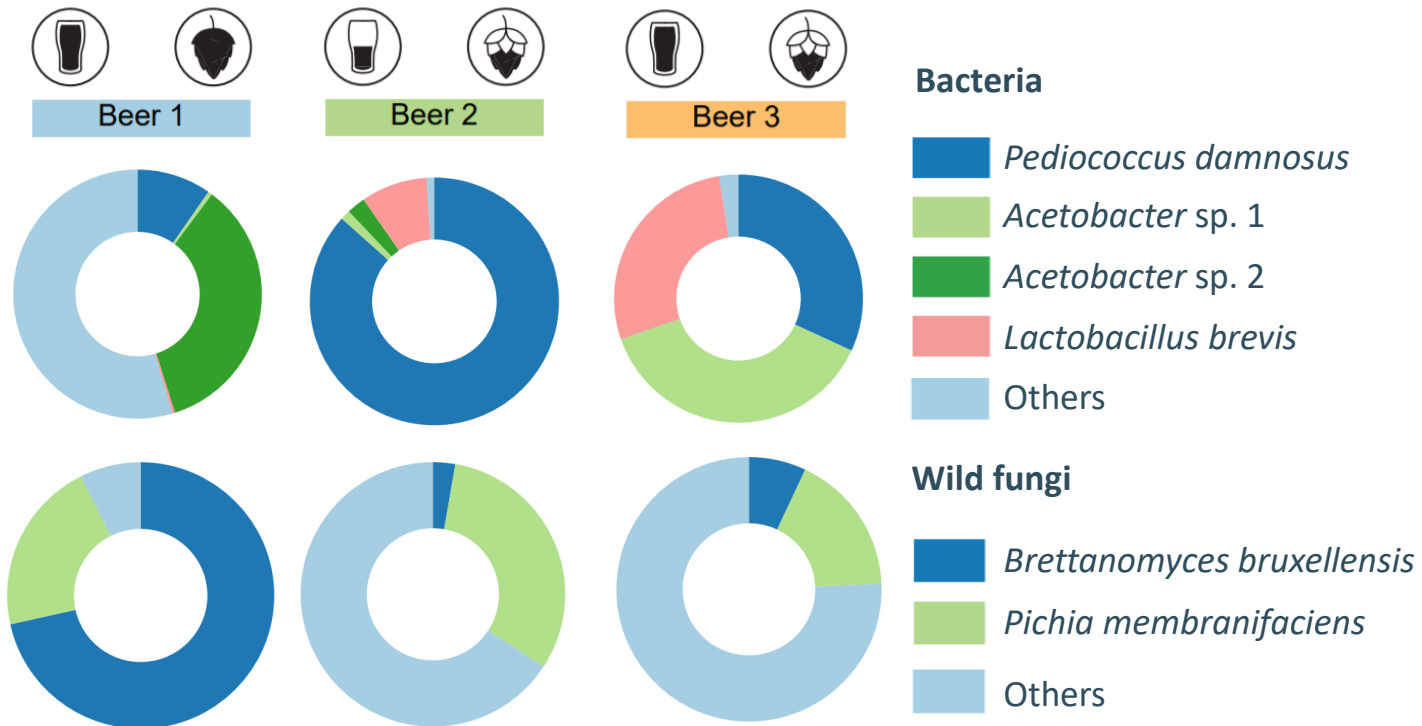 Beer 1
Beer 2
Beer 3
Bacteria
Pediococcus damnosus
Acetobacter sp. 1
Acetobacter sp. 2
Lactobacillus brevis
Others
Wild fungi
Brettanomyces bruxellensis
Pichia membranifaciens
Others